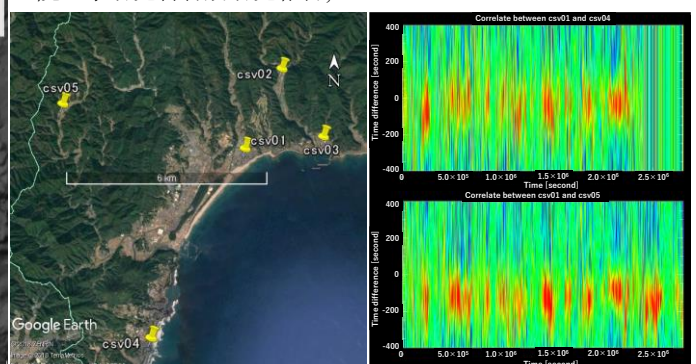 csv02
N
csv05
csv01
csv03
6 km
Google Earth
csv04
Correlate between csv01 and csv04
Time difference [second]
400
200
0
-200
-400
0
5.0×10⁵
1.0×10⁶
1.5×10⁶
2.0×10⁶
2.5×10⁶
Time [second]
Correlate between csv01 and csv05
Time difference [second]
400
200
0
-200
-400
0
5.0×10⁵
1.0×10⁶
1.5×10⁶
2.0×10⁶
2.5×10⁶